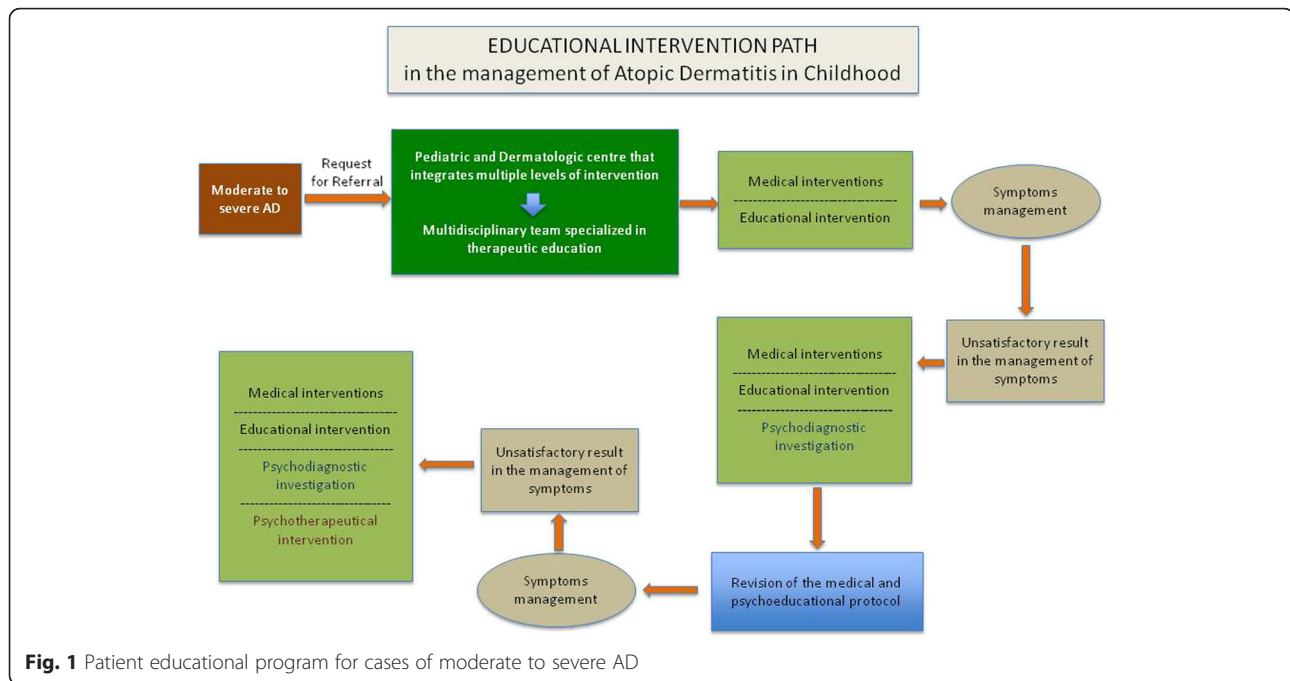 EDUCATIONAL INTERVENTION PATH
in the management of Atopic Dermatitis in Childhood
Moderate to
severe AD
Request
for Referral
Pediatric and Dermatologic centre that
integrates multiple levels of intervention
Multidisciplinary team specialized in
therapeutic education
Medical interventions
Educational intervention
Symptoms
management
Unsatisfactory result
in the management of
symptoms
Medical interventions
Educational intervention
Psychodiagnostic
investigation
Revision of the medical and
psychoeducational protocol
Symptoms
management
Unsatisfactory result
in the management of
symptoms
Medical interventions
Educational intervention
Psychodiagnostic
investigation
Psychotherapeutical
intervention
Fig. 1 Patient educational program for cases of moderate to severe AD